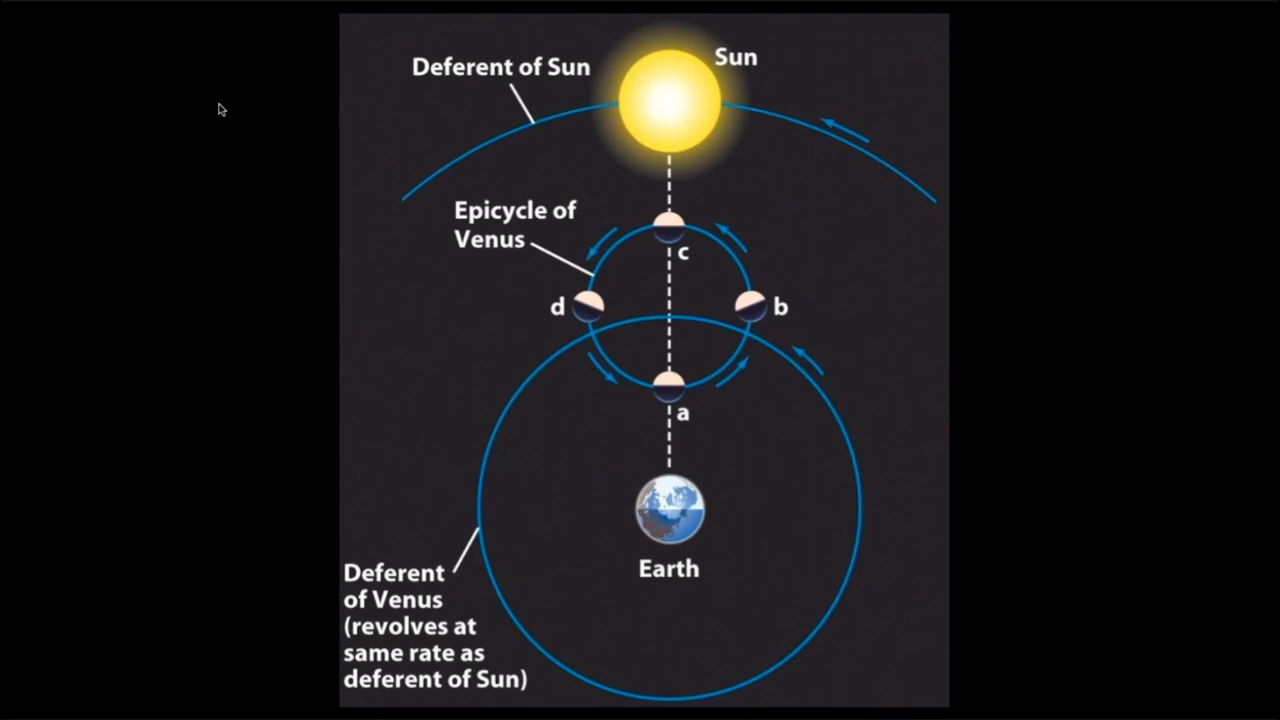 Sun
Deferent of Sun
Epicycle of
Venus
c
d
b
a
Earth
Deferent
of Venus
(revolves at
same rate as
deferent of Sun)